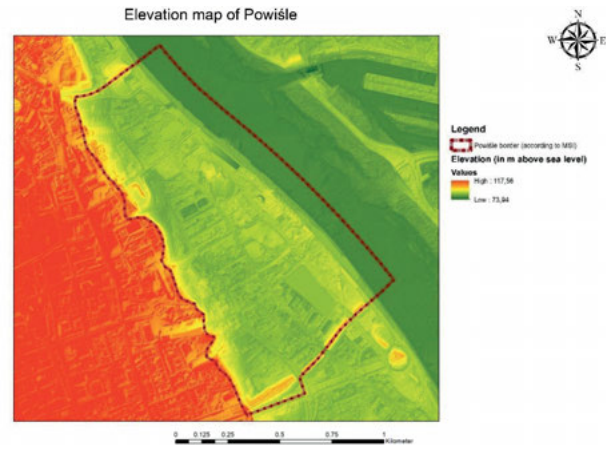 Elevation map of Powiśle
N
W E
S
Legend
Powiśle border (according to MSI)
Elevation (in m above sea level)
Values
High : 117,56
Low : 73,94
0 0.125 0.25 0.5 0.75 1
Kilometer